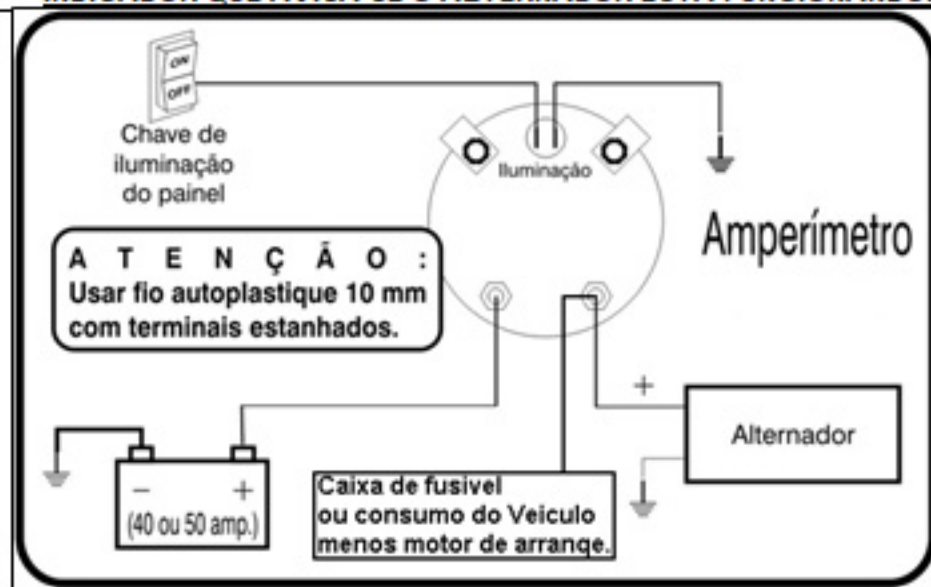 ON
OFF
Chave de
iluminação
do painel
Iluminação
Amperímetro
A T E N Ç Ã O :
Usar fio autoplastique 10 mm
com terminais estanhados.
+
Alternador
- +
(40 ou 50 amp.)
Caixa de fusivel
ou consumo do Veiculo
menos motor de arranqe.